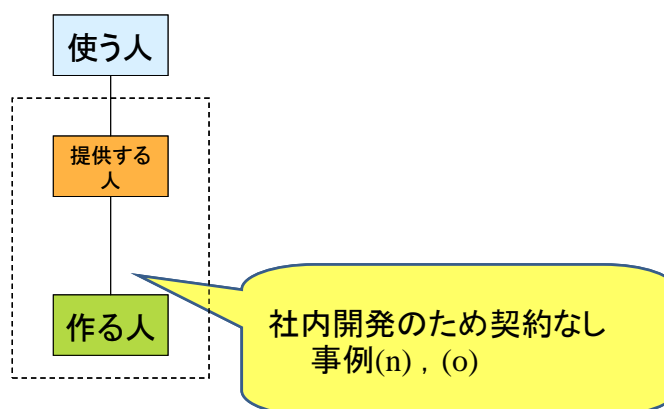 使う人
提供する
人
作る人
社内開発のため契約なし
事例(n) , (o)